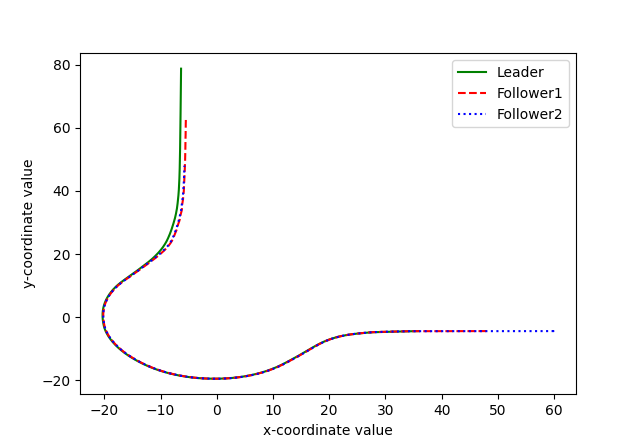 80
60
40
20
0
−20
y-coordinate value
Leader
Follower1
Follower2
−20 −10 0 10 20 30 40 50 60
x-coordinate value